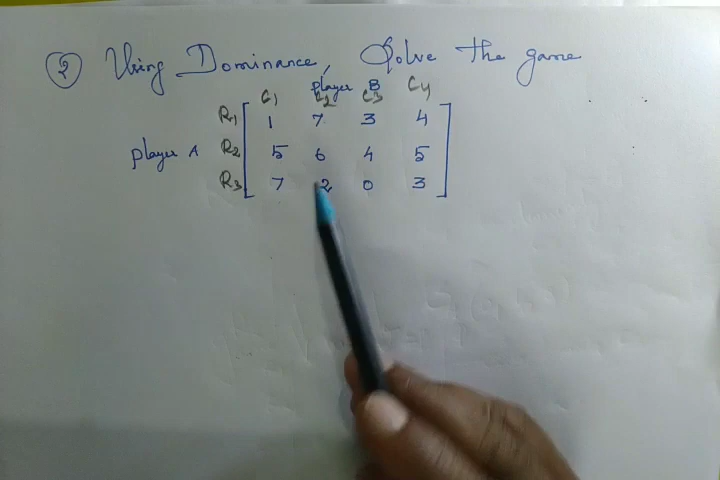 2 Using Dominance, Solve the game
player B
C1 C2 C3 C4
R1 1 7 3 4
player A R2 5 6 4 5
R3 7 2 0 3